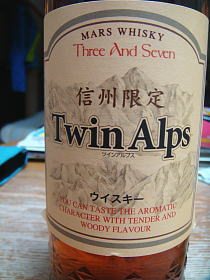 MARS WHISKY
Three And Seven
信州限定
Twin Alps
ツインアルプス
ウイスキー
YOU CAN TASTE THE AROMATIC
CHARACTER WITH TENDER AND
WOODY FLAVOUR